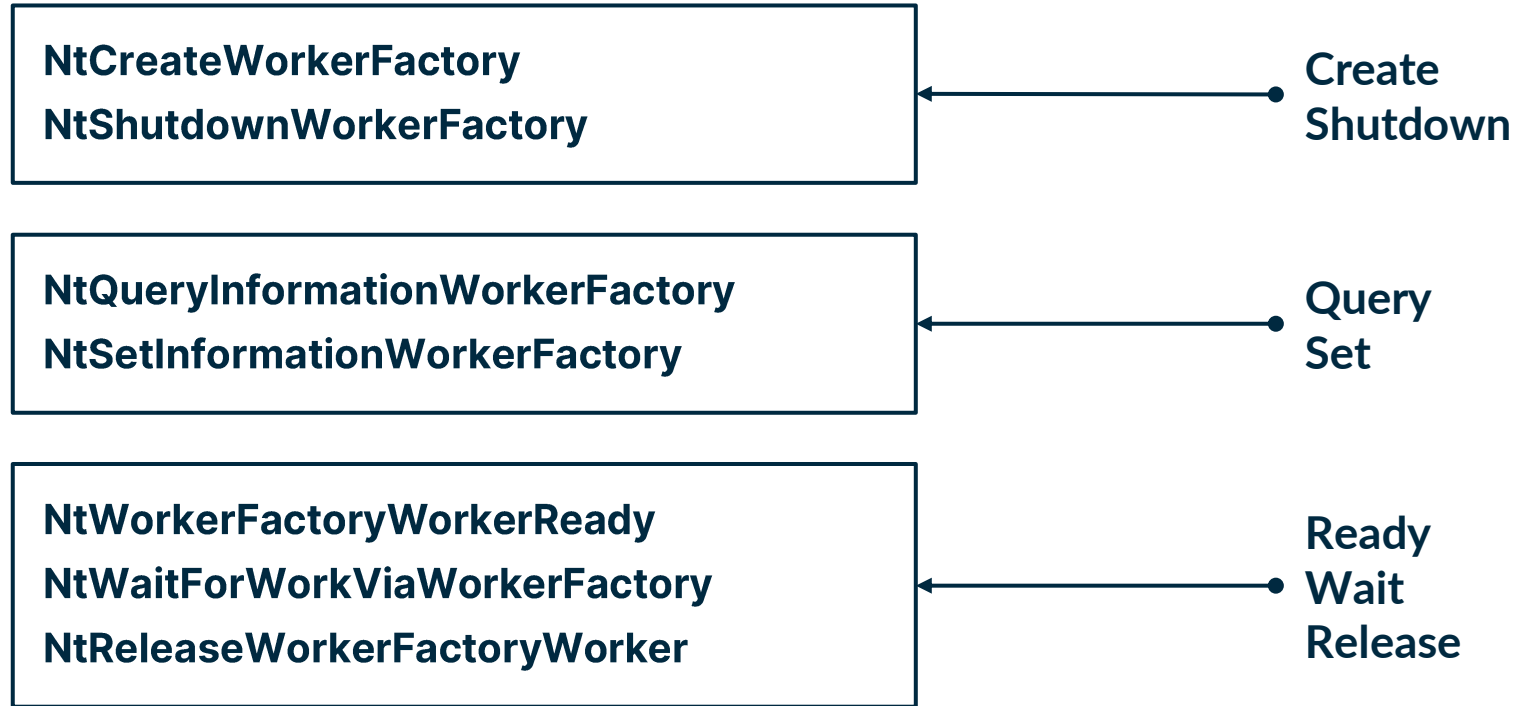 NtCreateWorkerFactory
NtShutdownWorkerFactory
Create
Shutdown
NtQueryInformationWorkerFactory
NtSetInformationWorkerFactory
Query
Set
NtWorkerFactoryWorkerReady
NtWaitForWorkViaWorkerFactory
NtReleaseWorkerFactoryWorker
Ready
Wait
Release